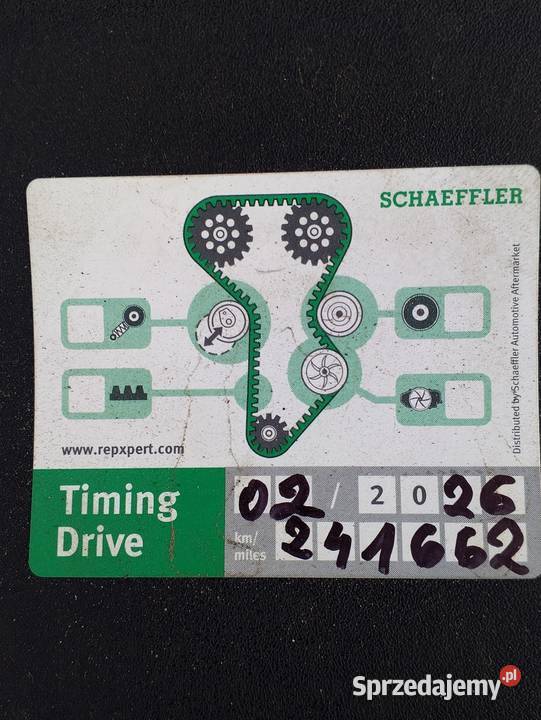 SCHAEFFLER
Distributed by Schaeffler Automotive Aftermarket
www.repxpert.com
Timing
Drive
02 / 2026
km/
miles
241662
Sprzedajemy.pl